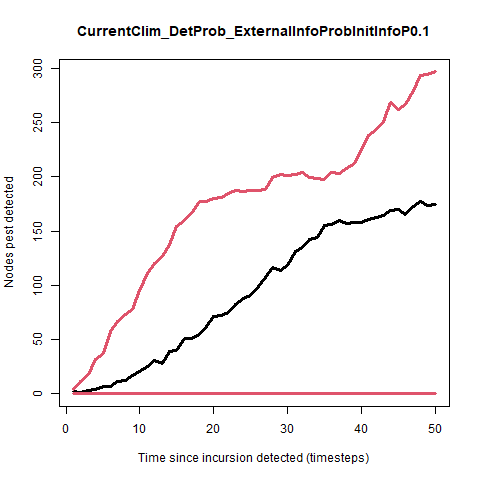 CurrentClim_DetProb_ExternalInfoProbInitInfoP0.1
Nodes pest detected
300
250
200
150
100
50
0
0 10 20 30 40 50
Time since incursion detected (timesteps)